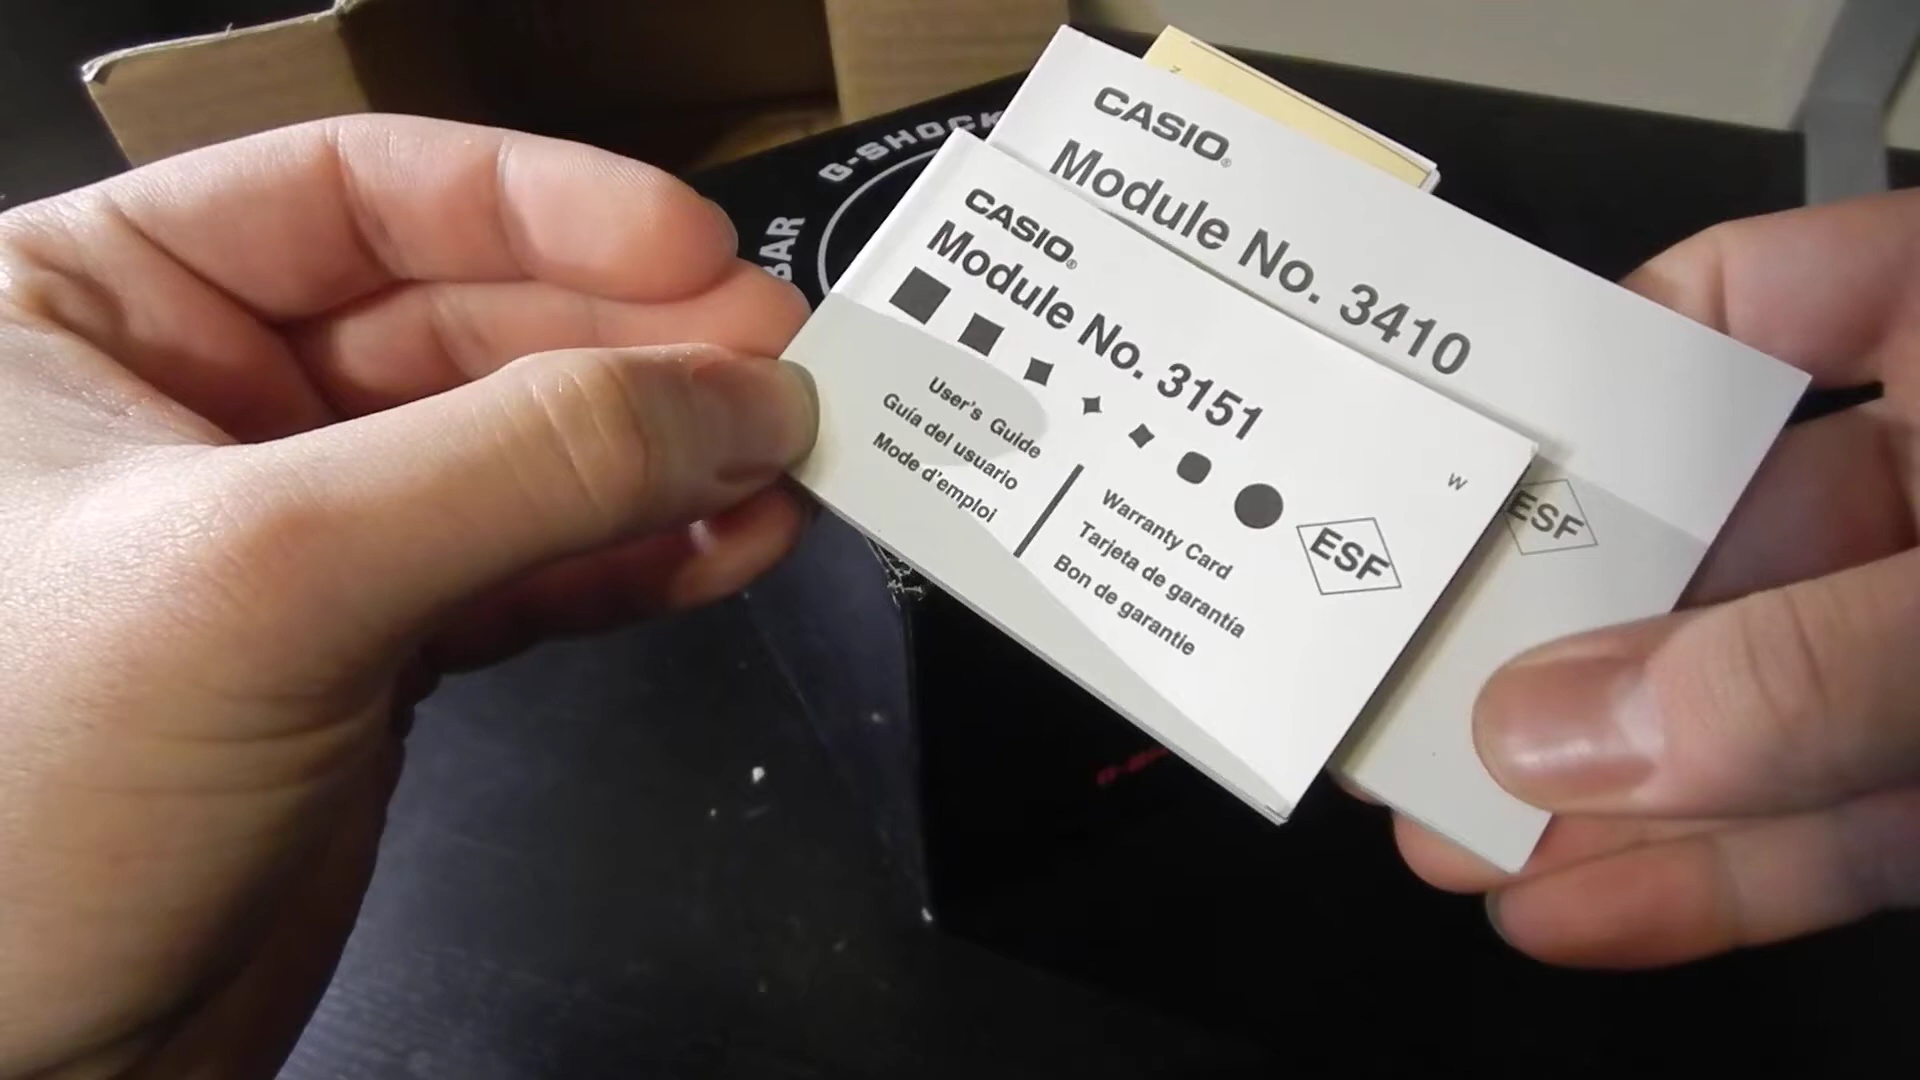 G-SHOCK
BAR
CASIO®
Module No. 3410
ESF
CASIO®
Module No. 3151
User's Guide
Guía del usuario
Mode d'emploi
Warranty Card
Tarjeta de garantía
Bon de garantie
ESF
W